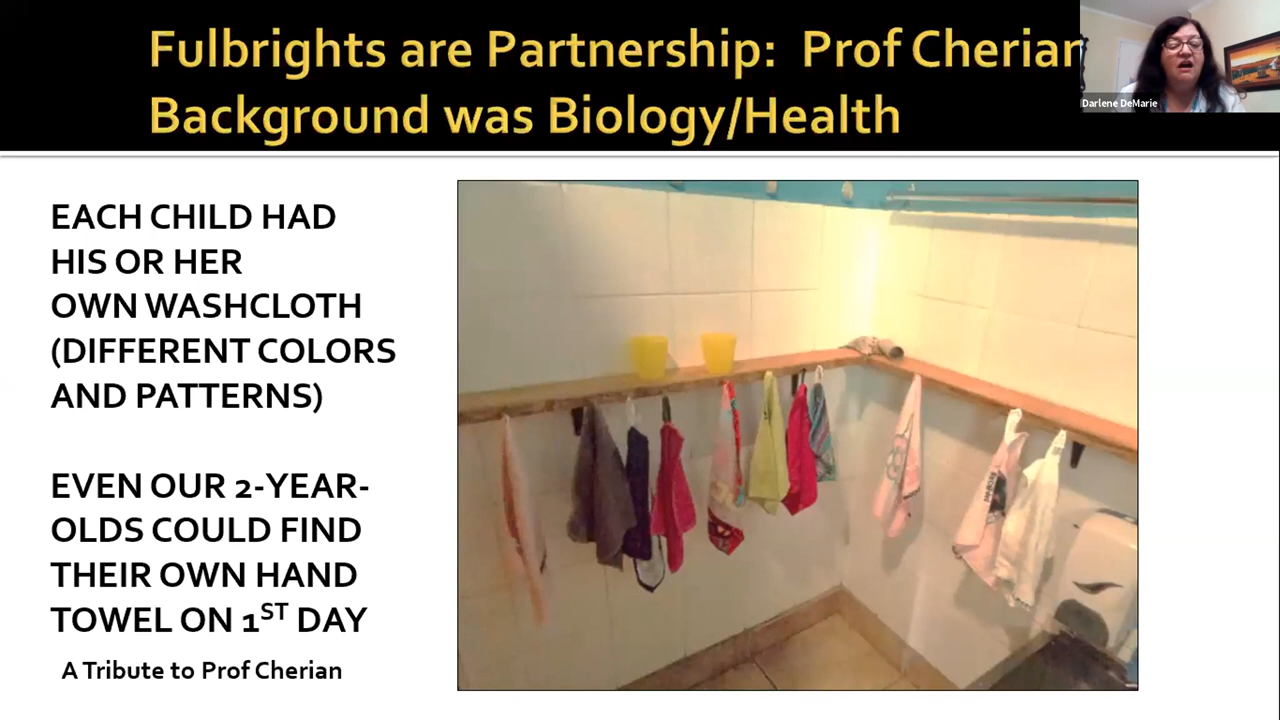 Fulbrights are Partnership: Prof Cherian
Background was Biology/Health
Darlene DeMarie
EACH CHILD HAD
HIS OR HER
OWN WASHCLOTH
(DIFFERENT COLORS
AND PATTERNS)
EVEN OUR 2-YEAR-
OLDS COULD FIND
THEIR OWN HAND
TOWEL ON 1ST DAY
A Tribute to Prof Cherian